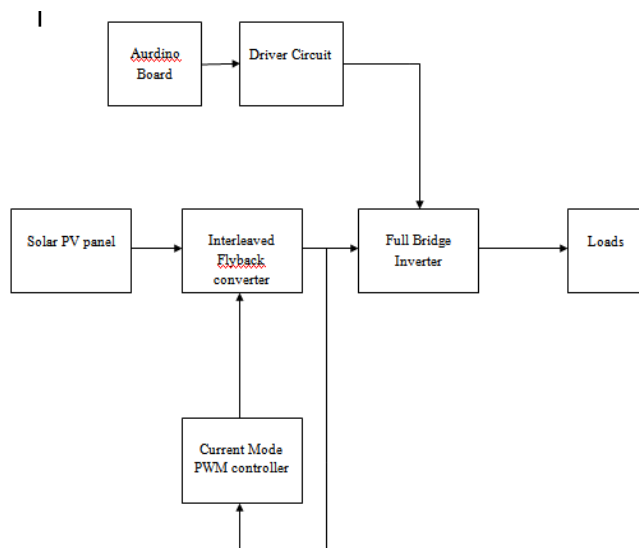 Aurdino
Board
Driver Circuit
Solar PV panel
Interleaved
Flyback
converter
Full Bridge
Inverter
Loads
Current Mode
PWM controller